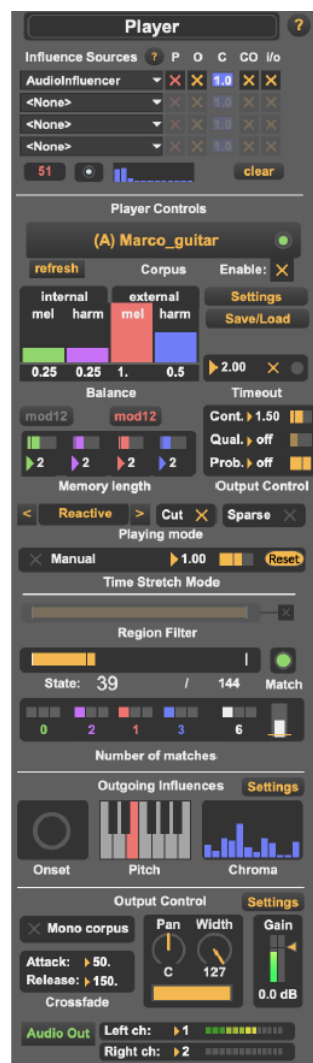 Player ?
Influence Sources ? P O C CO i/o
AudioInfluencer 1.0
<None> 1.0
<None> 1.0
<None> 1.0
51 clear
Player Controls
(A) Marco_guitar
refresh Corpus Enable:
internal external Settings
mel harm mel harm Save/Load
0.25 0.25 1. 0.5 2.00
Balance Timeout
mod12 mod12 Cont. 1.50
Qual. off
2 2 2 2 Prob. off
Memory length Output Control
< Reactive > Cut Sparse
Playing mode
Manual 1.00 Reset
Time Stretch Mode
Region Filter
State: 39 / 144 Match
0 2 1 3 6
Number of matches
Outgoing Influences Settings
Onset Pitch Chroma
Output Control Settings
Mono corpus Pan Width Gain
Attack: 50.
Release: 150. C 127 0.0 dB
Crossfade
Audio Out Left ch: 1
Right ch: 2